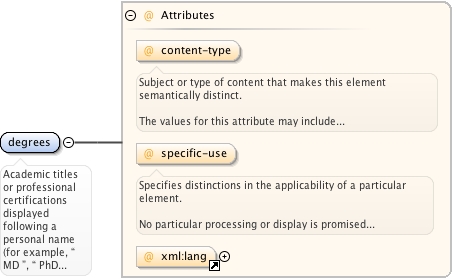 @ Attributes
@ content-type
Subject or type of content that makes this element
semantically distinct.
The values for this attribute may include...
degrees
@ specific-use
Academic titles
or professional
certifications
displayed
following a
personal name
(for example, “
MD ”, “ PhD...
Specifies distinctions in the applicability of a particular
element.
No particular processing or display is promised...
@ xml:lang